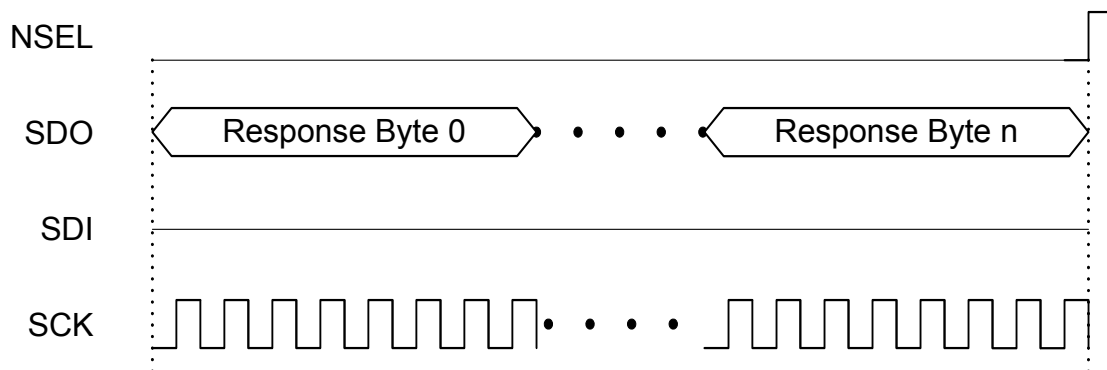 NSEL
SDO Response Byte 0 Response Byte n
SDI
SCK